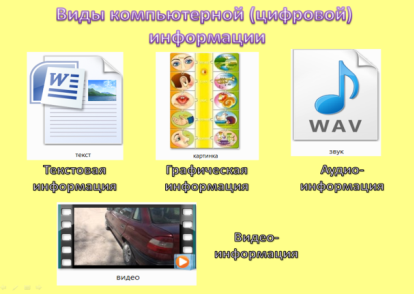 Виды компьютерной (цифровой)
информации
W
WAV
текст
картинка
звук
Текстовая
информация
Графическая
информация
Аудио-
информация
видео
Видео-
информация